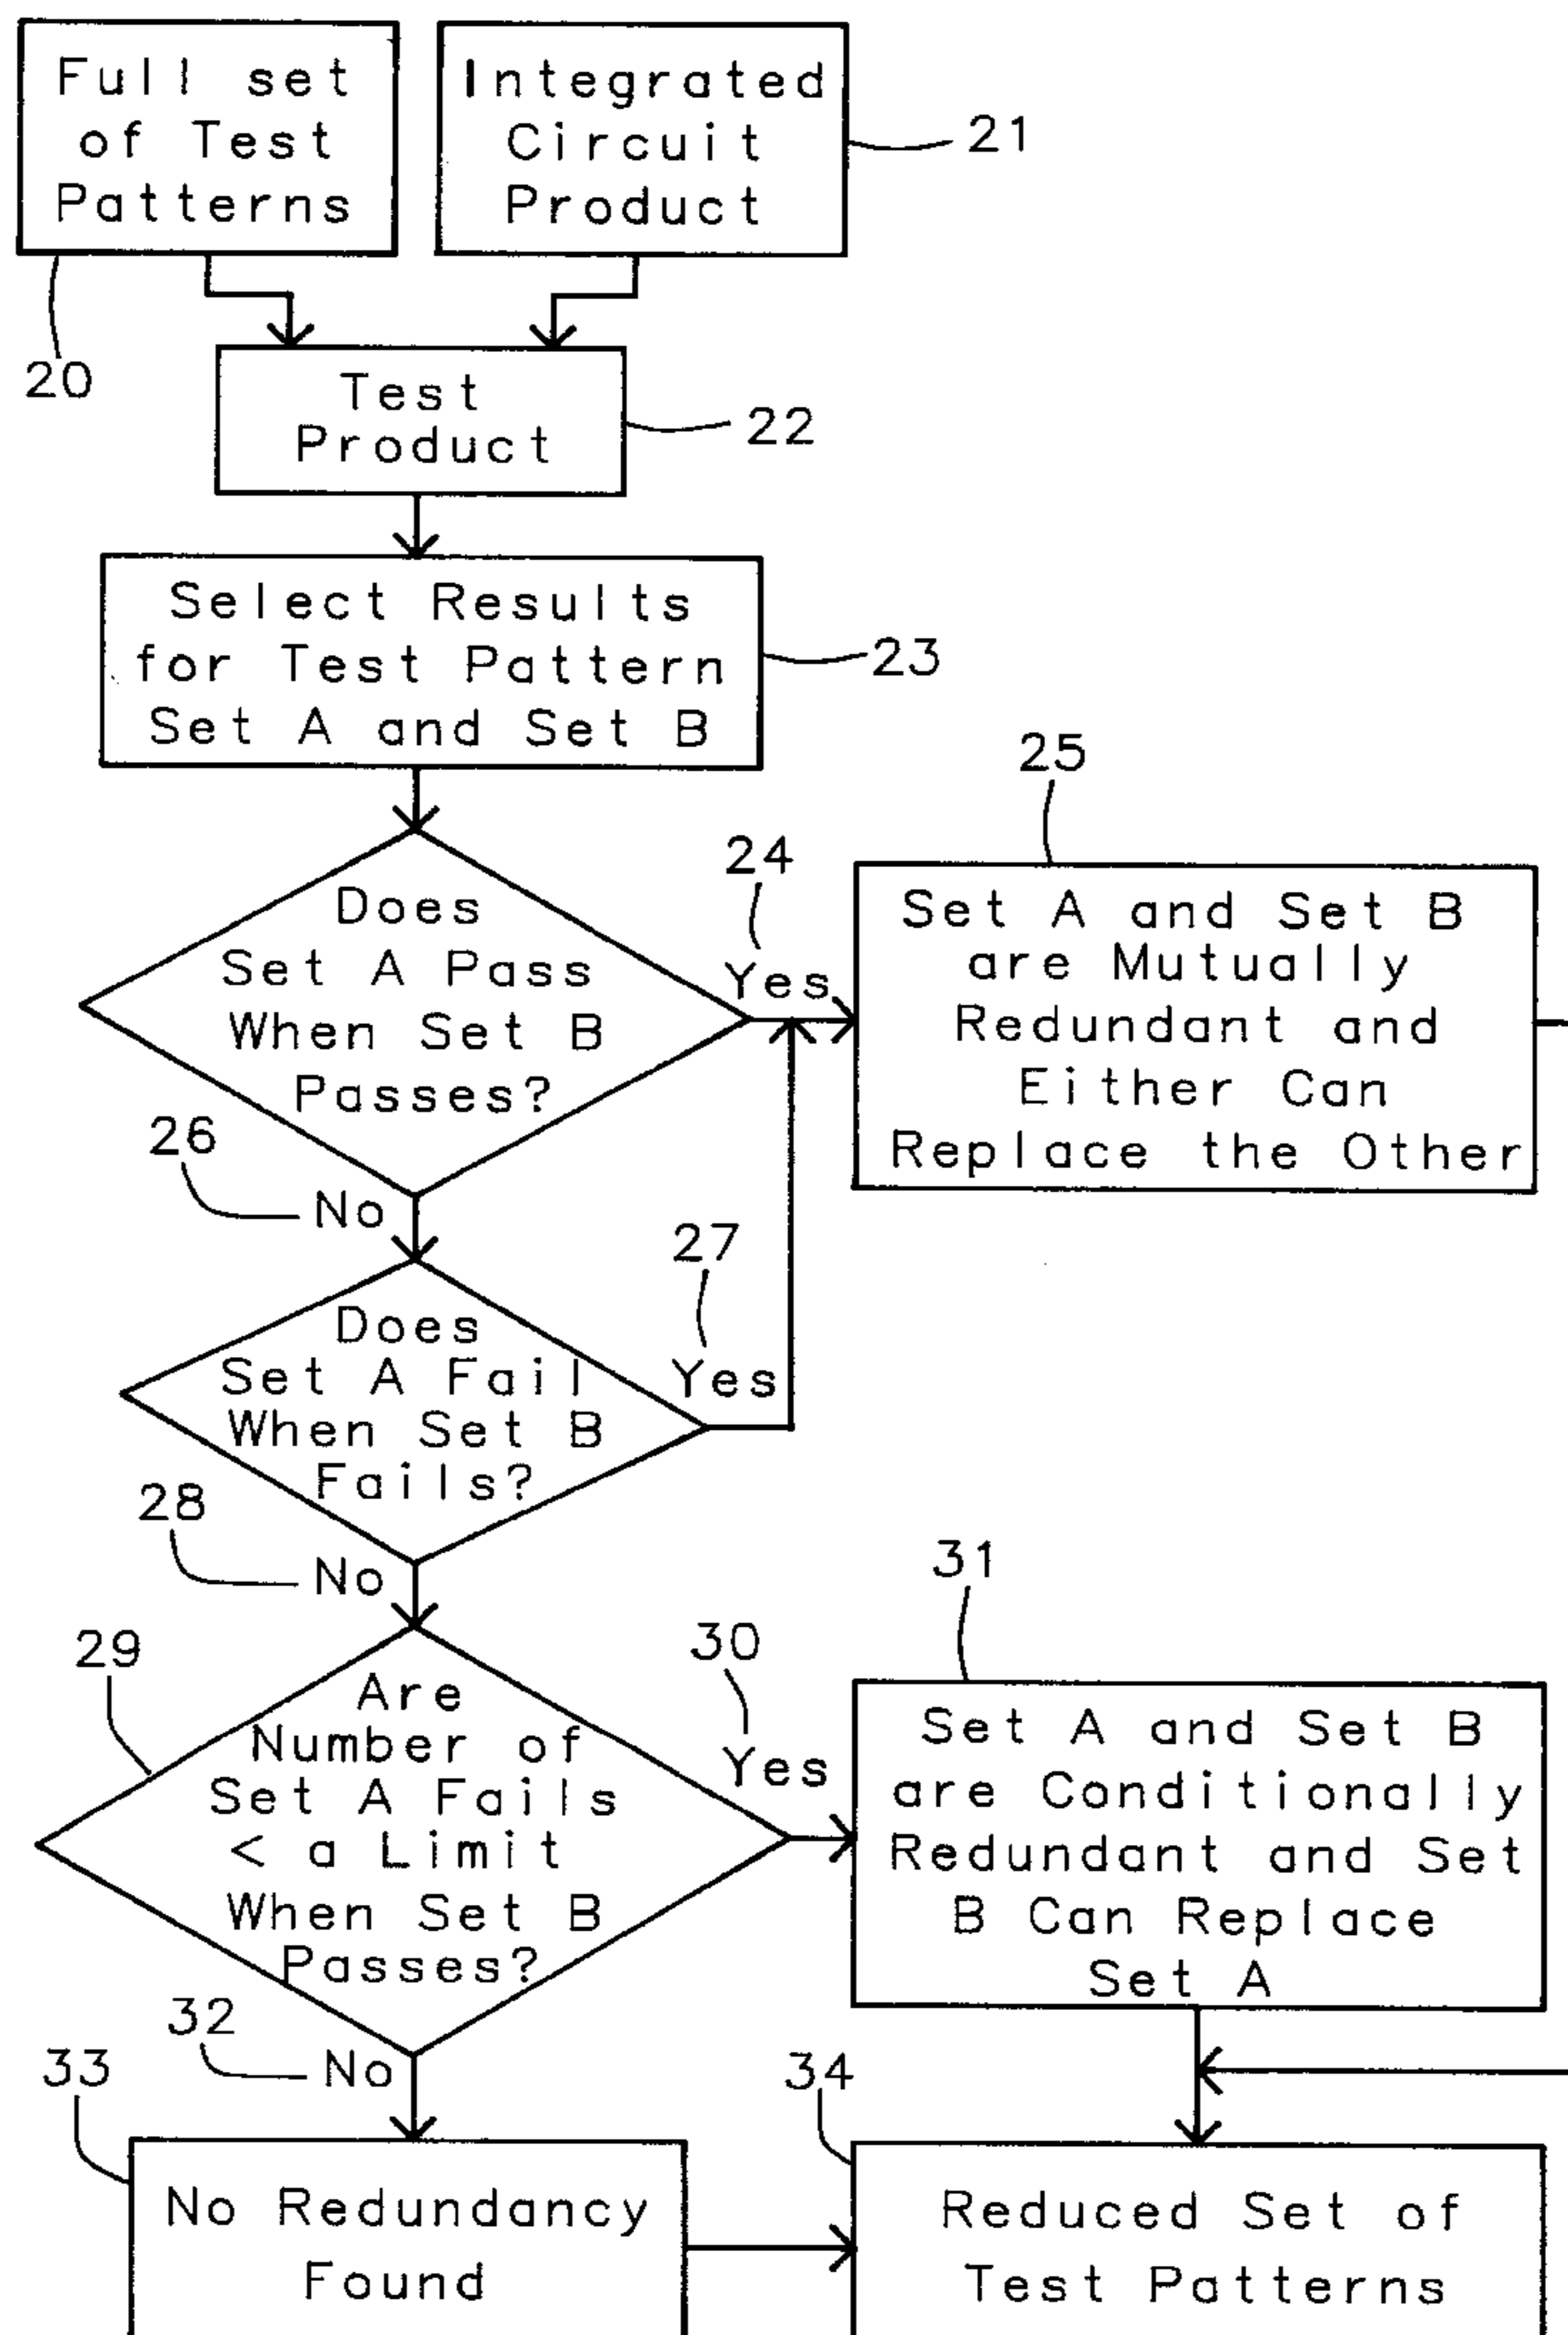 Full set
of Test
Patterns
20
Integrated
Circuit
Product
21
Test
Product
22
Select Results
for Test Pattern
Set A and Set B
23
Does
Set A Pass
When Set B
Passes?
24
Yes
25
Set A and Set B
are Mutually
Redundant and
Either Can
Replace the Other
26
No
Does
Set A Fail
When Set B
Fails?
27
Yes
28
No
29
Are
Number of
Set A Fails
< a Limit
When Set B
Passes?
30
Yes
31
Set A and Set B
are Conditionally
Redundant and Set
B Can Replace
Set A
32
No
33
No Redundancy
Found
34
Reduced Set of
Test Patterns